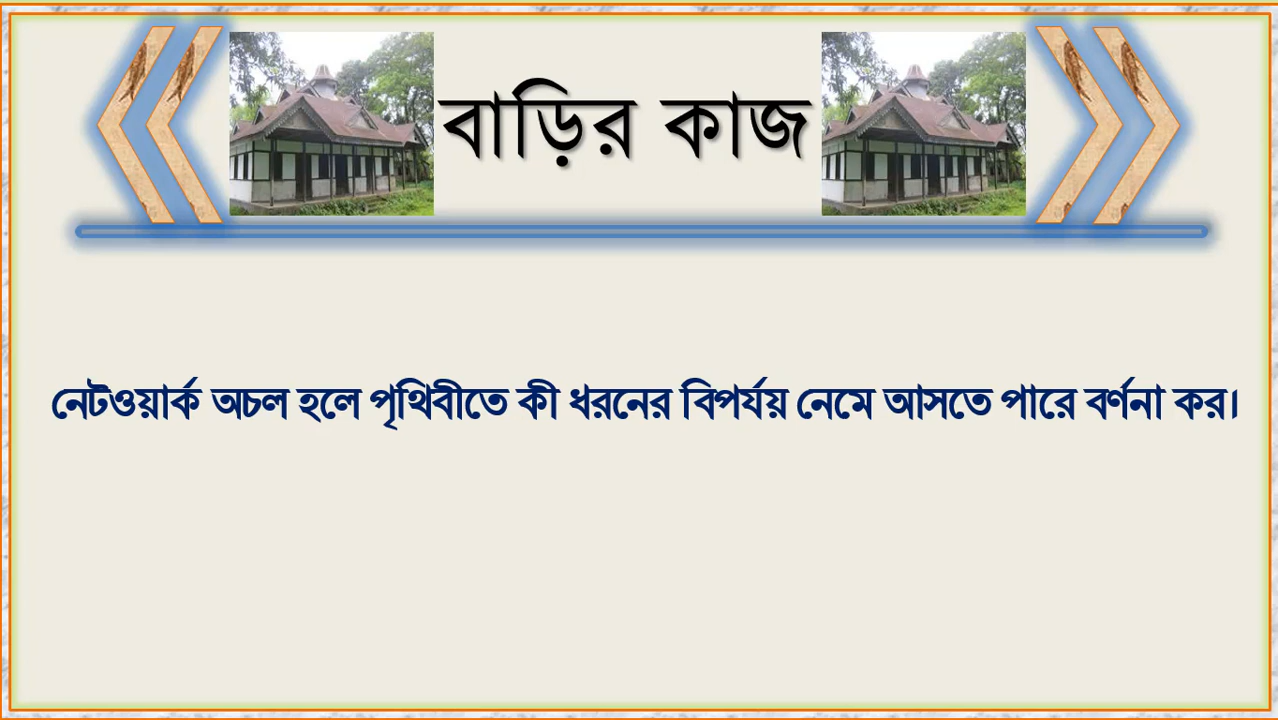 বাড়ির কাজ
নেটওয়ার্ক অচল হলে পৃথিবীতে কী ধরনের বিপর্যয় নেমে আসতে পারে বর্ণনা কর।